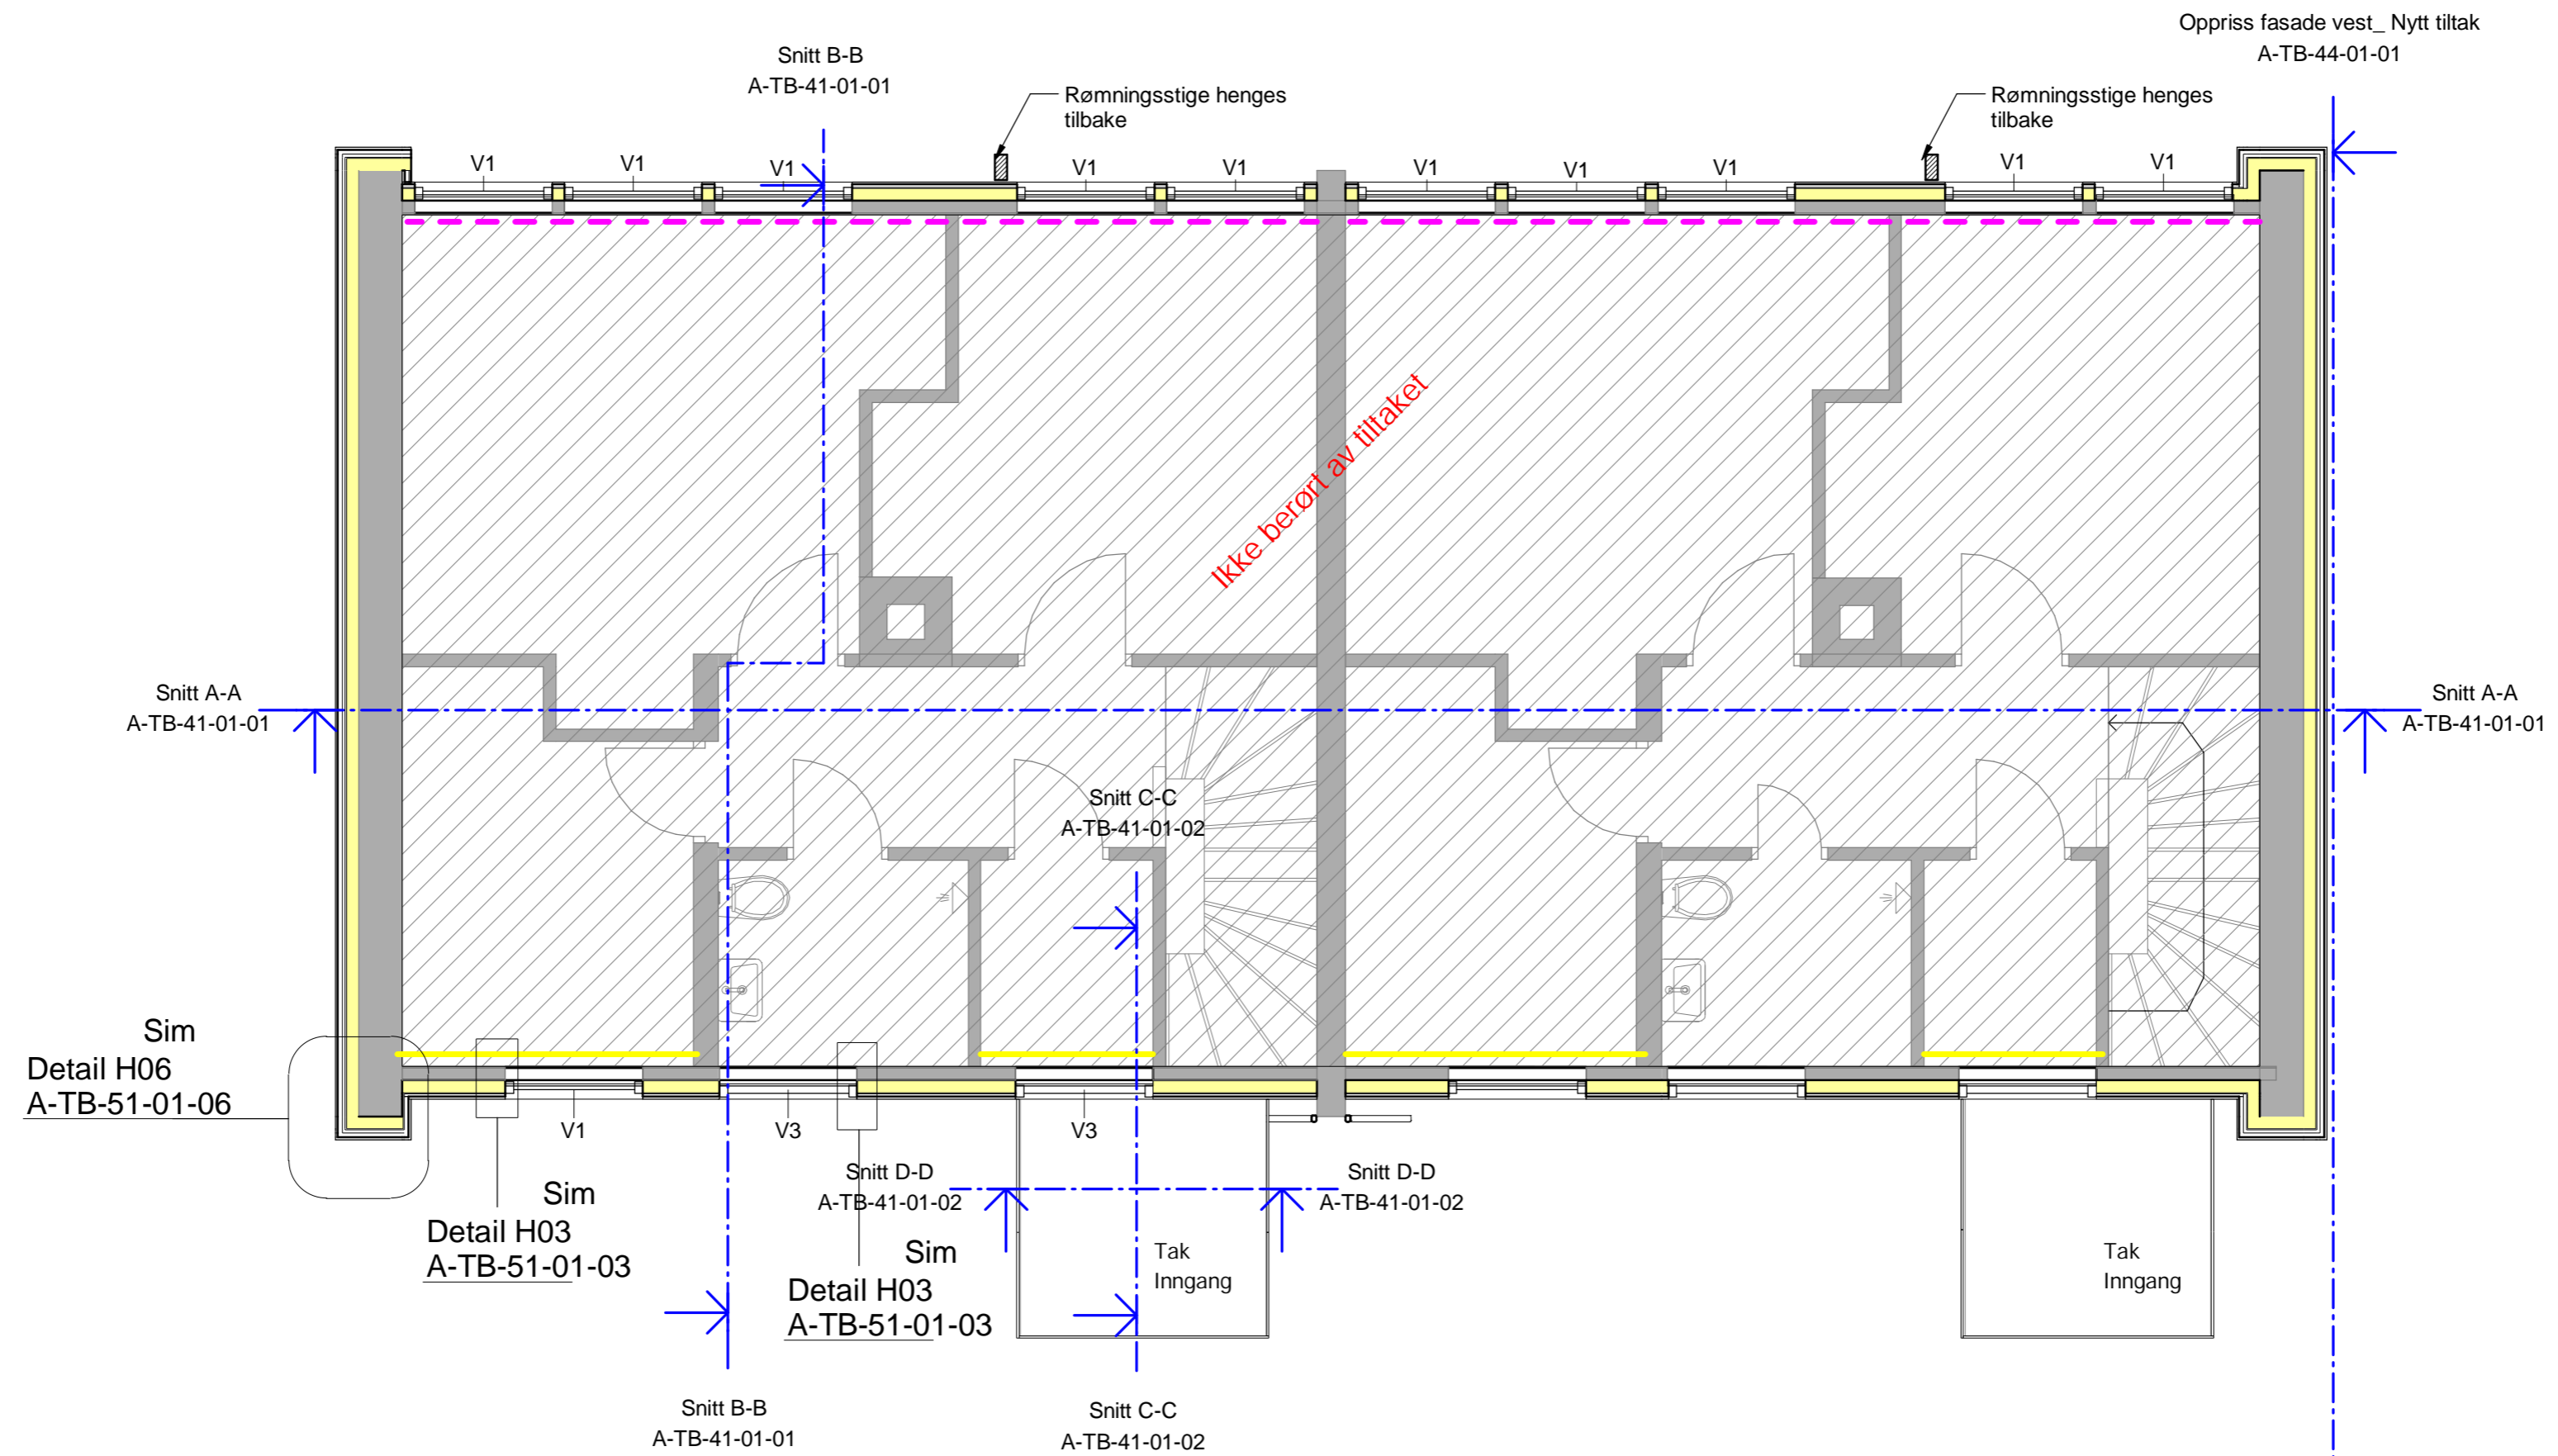 Oppriss fasade vest_ Nytt tiltak
A-TB-44-01-01
Snitt B-B
A-TB-41-01-01
Rømningsstige henges
tilbake
Rømningsstige henges
tilbake
V1
V1
V1
V1
V1
V1
V1
V1
V1
V1
Ikke berørt av tiltaket
Snitt A-A
A-TB-41-01-01
Snitt A-A
A-TB-41-01-01
Snitt C-C
A-TB-41-01-02
Sim
Detail H06
A-TB-51-01-06
V1
V3
V3
Sim
Detail H03
A-TB-51-01-03
Snitt D-D
A-TB-41-01-02
Snitt D-D
A-TB-41-01-02
Sim
Detail H03
A-TB-51-01-03
Tak
Inngang
Tak
Inngang
Snitt B-B
A-TB-41-01-01
Snitt C-C
A-TB-41-01-02